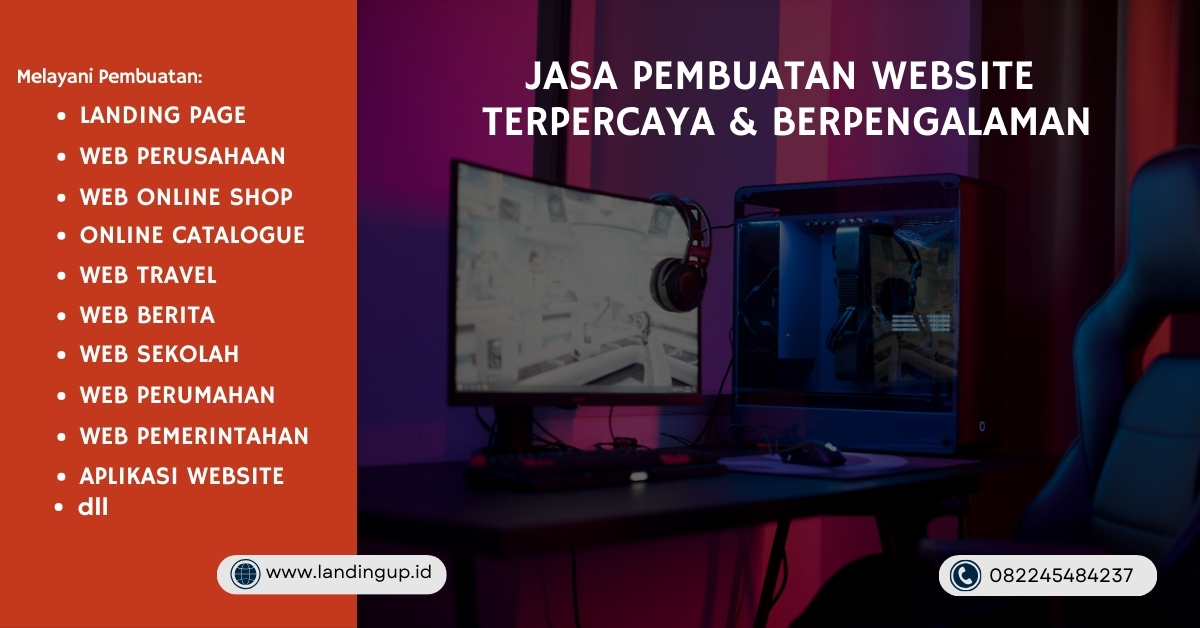 Melayani Pembuatan:
• LANDING PAGE
• WEB PERUSAHAAN
• WEB ONLINE SHOP
• ONLINE CATALOGUE
• WEB TRAVEL
• WEB BERITA
• WEB SEKOLAH
• WEB PERUMAHAN
• WEB PEMERINTAHAN
• APLIKASI WEBSITE
• dll
JASA PEMBUATAN WEBSITE
TERPERCAYA & BERPENGALAMAN
www.landingup.id
082245484237